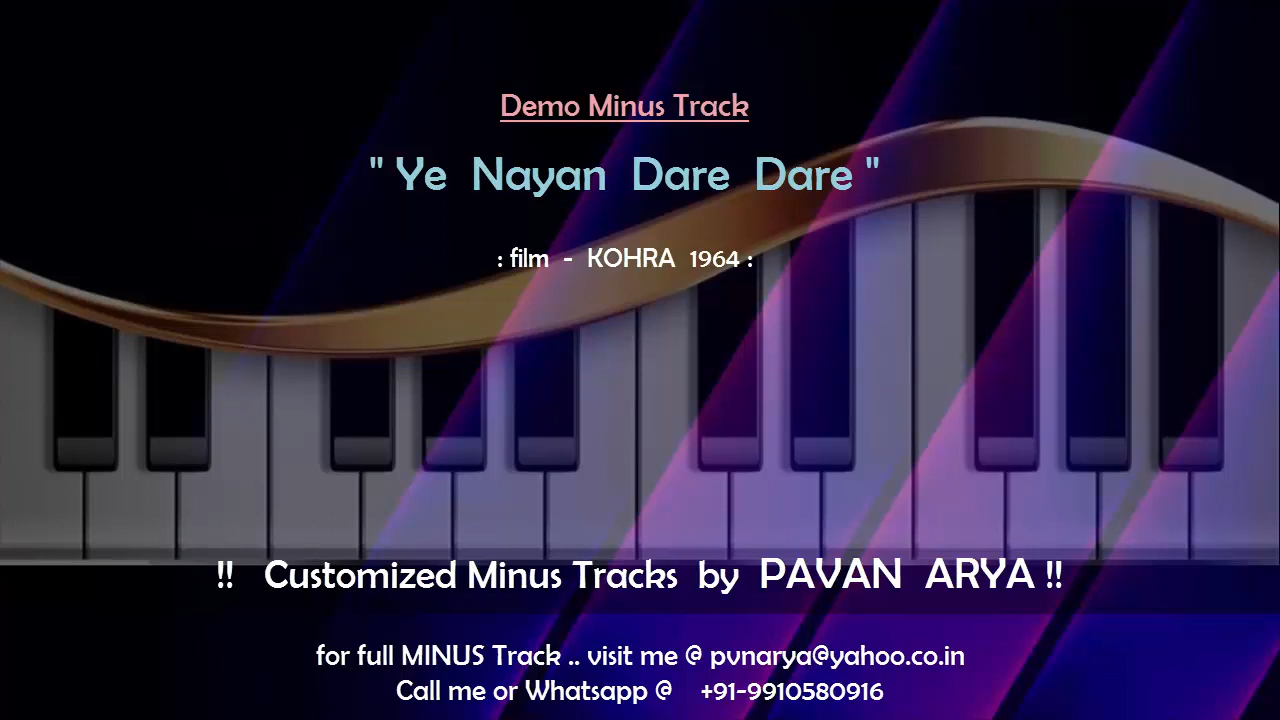 Demo Minus Track
" Ye Nayan Dare Dare "
: film - KOHRA 1964 :
!! Customized Minus Tracks by PAVAN ARYA !!
for full MINUS Track .. visit me @ pvnarya@yahoo.co.in
Call me or Whatsapp @ +91-9910580916